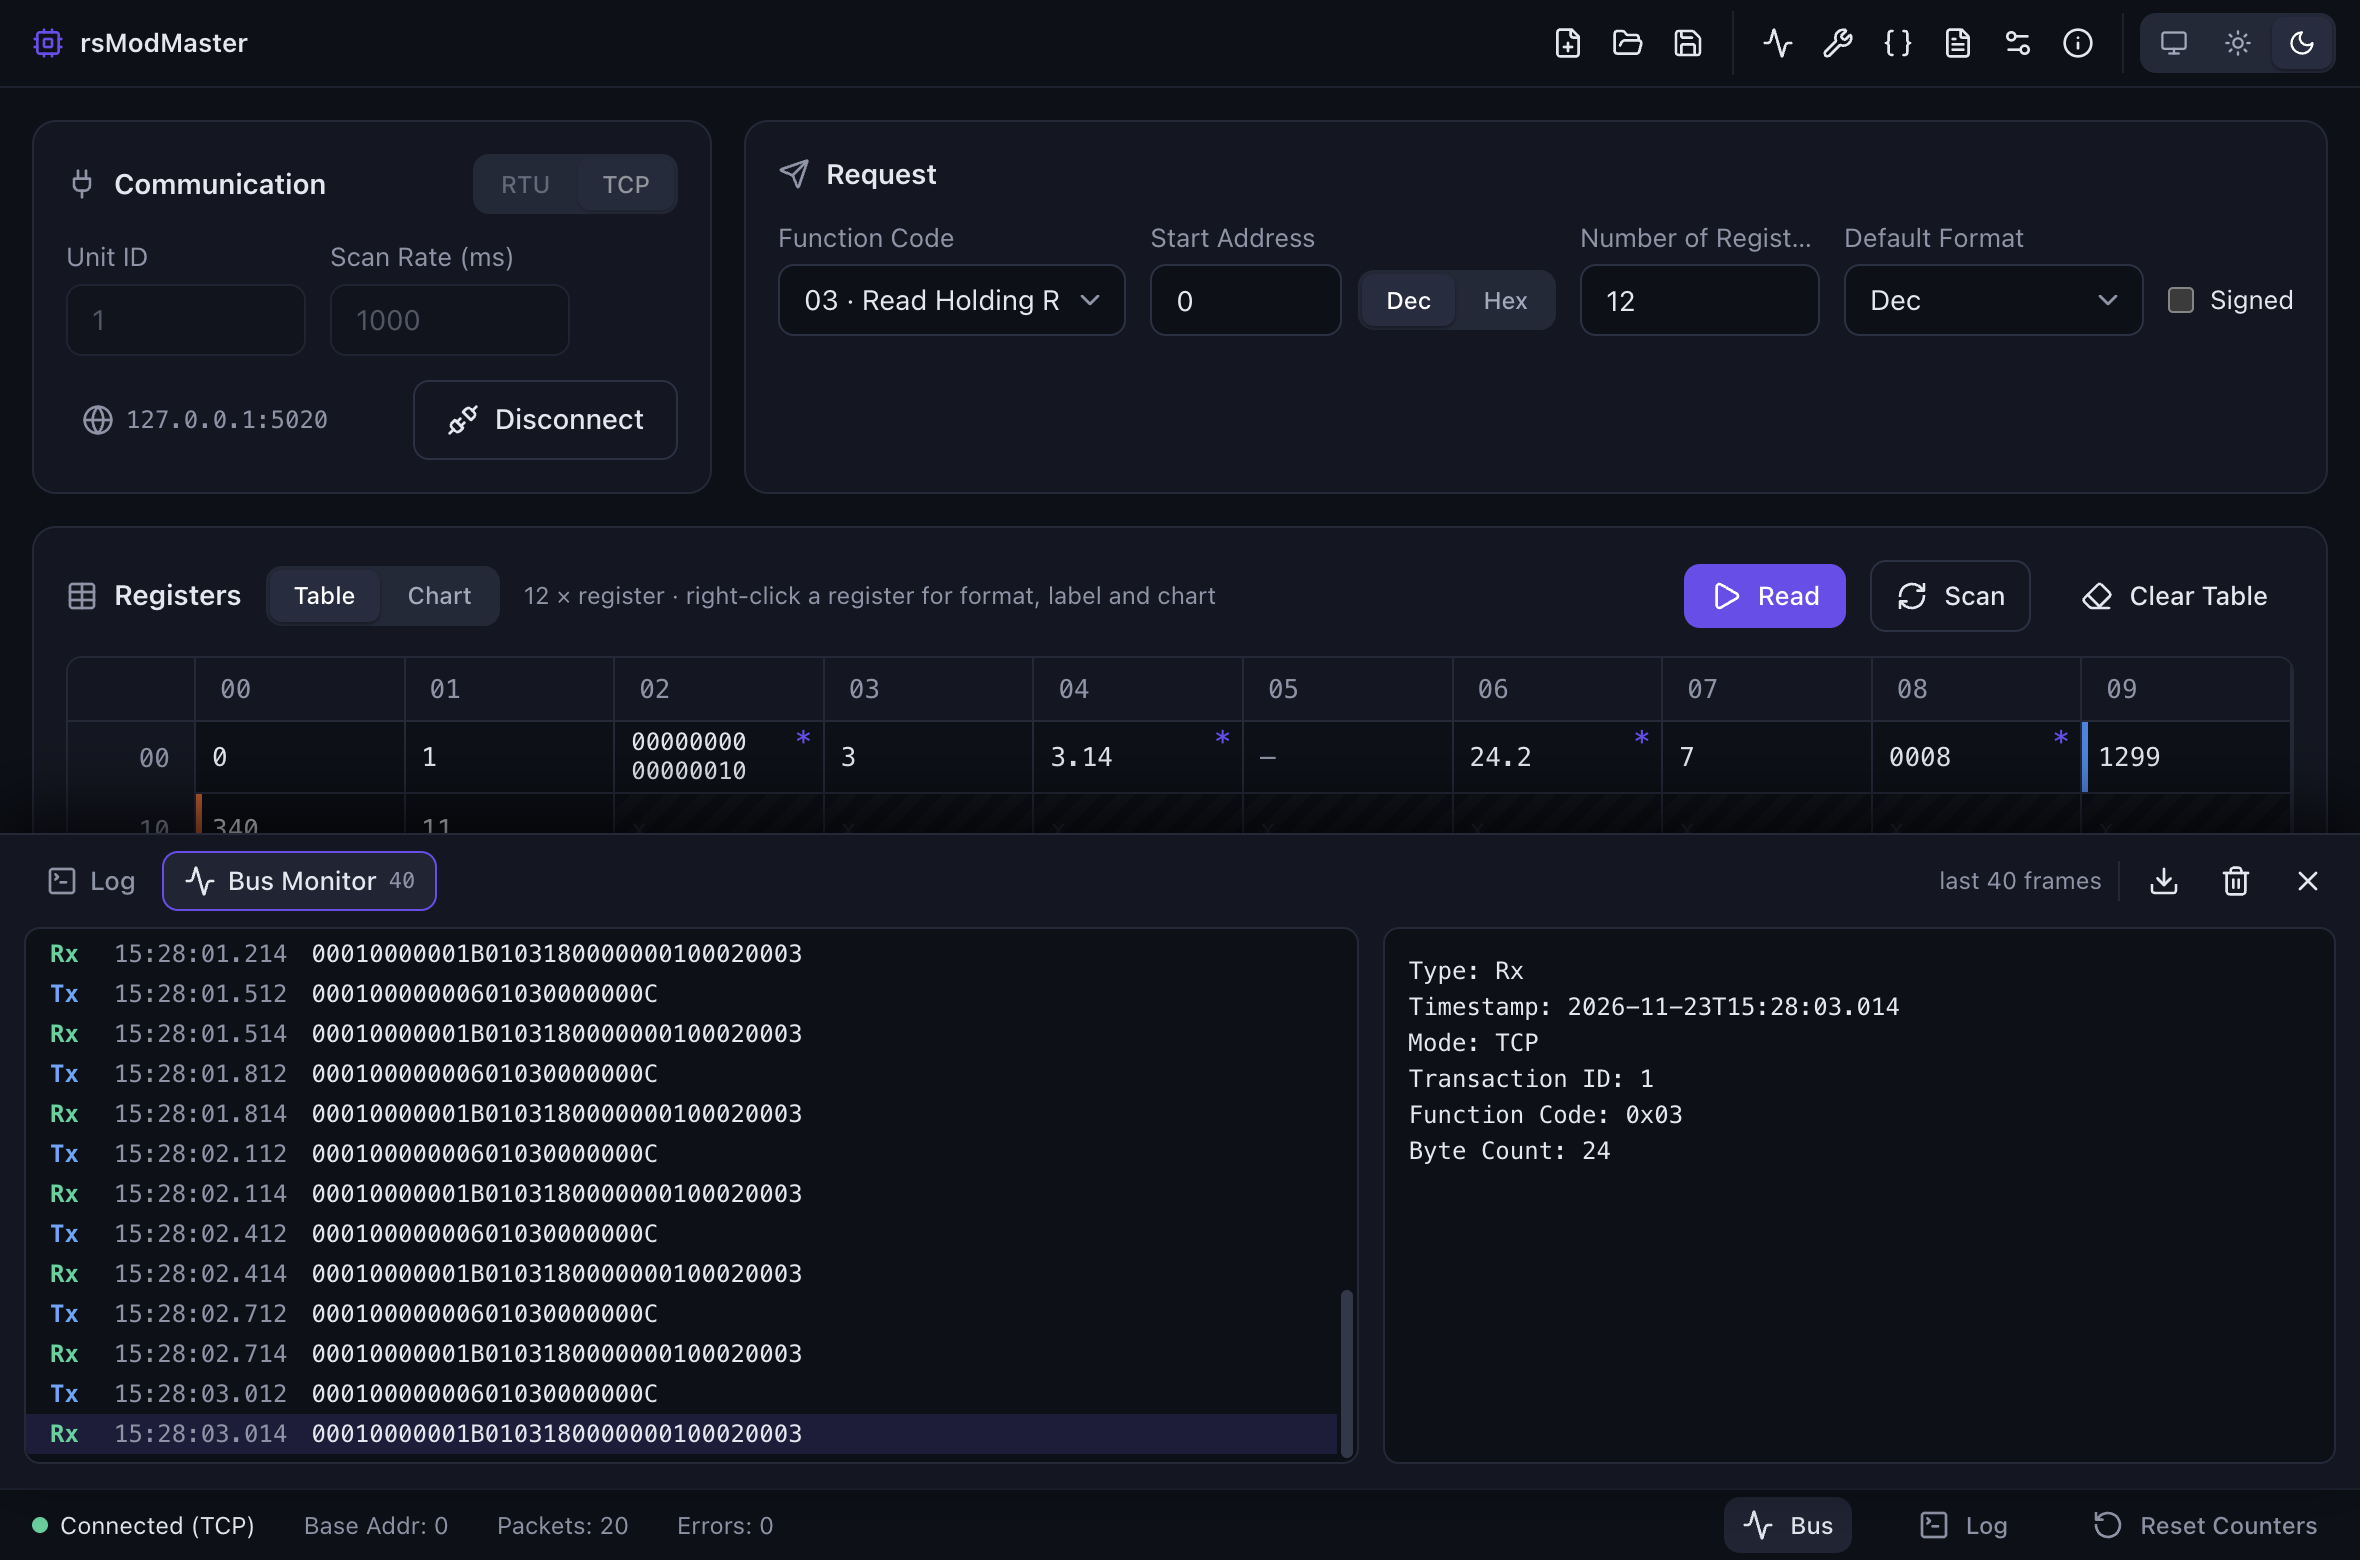 rsModMaster
Communication
RTU
TCP
Unit ID
Scan Rate (ms)
1
1000
127.0.0.1:5020
Disconnect
Request
Function Code
Start Address
Number of Regist...
Default Format
03 · Read Holding R
0
Dec
Hex
12
Dec
Signed
Registers
Table
Chart
12 × register · right-click a register for format, label and chart
Read
Scan
Clear Table
00 01 02 03 04 05 06 07 08 09
00 0 1 00000000 00000010 * 3 3.14 * – 24.2 * 7 0008 * 1299
10 340 11 x x x x x x x x
Log
Bus Monitor 40
last 40 frames
Rx 15:28:01.214 00010000001B0103180000000100020003
Tx 15:28:01.512 00010000000601030000000C
Rx 15:28:01.514 00010000001B0103180000000100020003
Tx 15:28:01.812 00010000000601030000000C
Rx 15:28:01.814 00010000001B0103180000000100020003
Tx 15:28:02.112 00010000000601030000000C
Rx 15:28:02.114 00010000001B0103180000000100020003
Tx 15:28:02.412 00010000000601030000000C
Rx 15:28:02.414 00010000001B0103180000000100020003
Tx 15:28:02.712 00010000000601030000000C
Rx 15:28:02.714 00010000001B0103180000000100020003
Tx 15:28:03.012 00010000000601030000000C
Rx 15:28:03.014 00010000001B0103180000000100020003
Type: Rx
Timestamp: 2026-11-23T15:28:03.014
Mode: TCP
Transaction ID: 1
Function Code: 0x03
Byte Count: 24
Connected (TCP)
Base Addr: 0
Packets: 20
Errors: 0
Bus
Log
Reset Counters